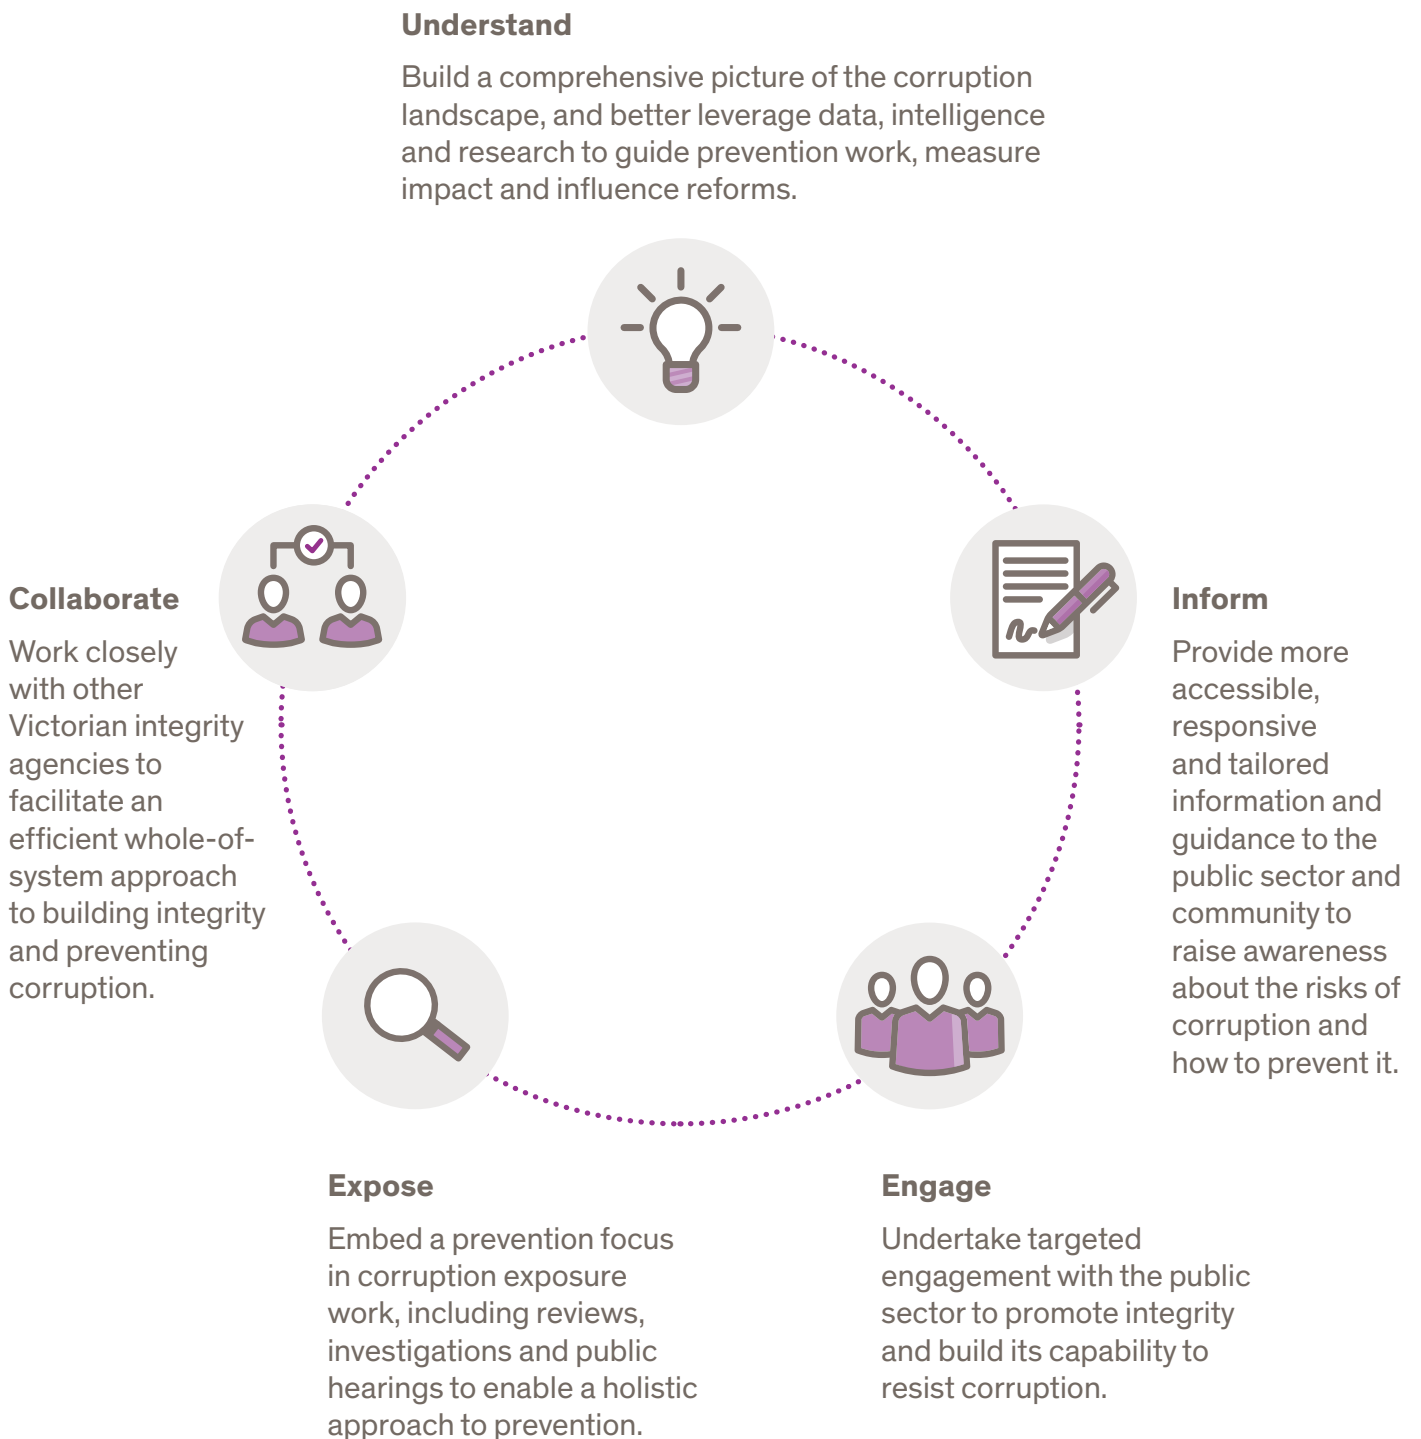 Understand
Build a comprehensive picture of the corruption
landscape, and better leverage data, intelligence
and research to guide prevention work, measure
impact and influence reforms.
Inform
Provide more
accessible,
responsive
and tailored
information and
guidance to the
public sector and
community to
raise awareness
about the risks of
corruption and
how to prevent it.
Engage
Undertake targeted
engagement with the public
sector to promote integrity
and build its capability to
resist corruption.
Expose
Embed a prevention focus
in corruption exposure
work, including reviews,
investigations and public
hearings to enable a holistic
approach to prevention.
Collaborate
Work closely
with other
Victorian integrity
agencies to
facilitate an
efficient whole-of-
system approach
to building integrity
and preventing
corruption.